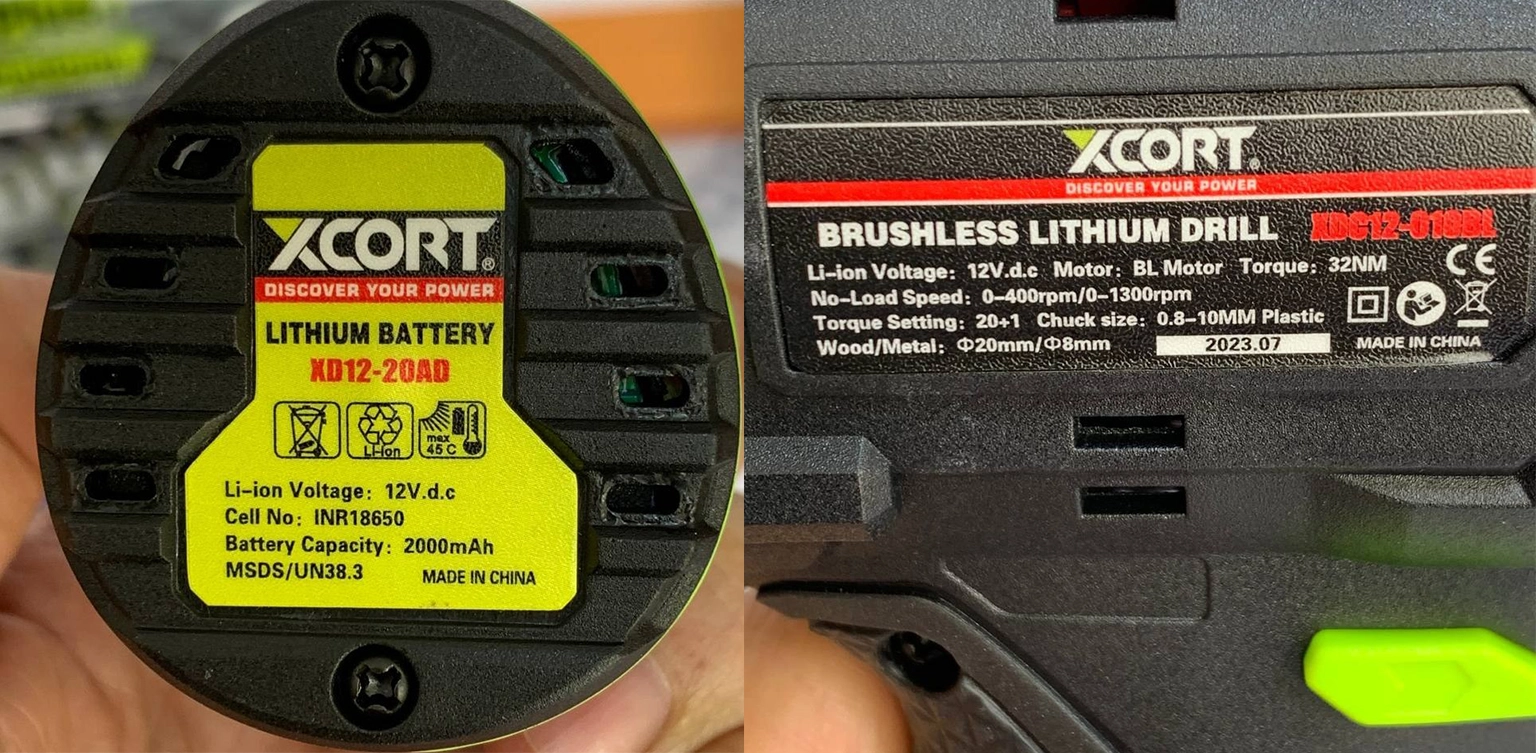 XCORT®
DISCOVER YOUR POWER
LITHIUM BATTERY
XD12-20AD
Li-ion
max
45 C
Li-ion Voltage: 12V.d.c
Cell No: INR18650
Battery Capacity: 2000mAh
MSDS/UN38.3 MADE IN CHINA
XCORT®
DISCOVER YOUR POWER
BRUSHLESS LITHIUM DRILL
Li-ion Voltage: 12V.d.c Motor: BL Motor Torque: 32NM CE
No-Load Speed: 0-400rpm/0-1300rpm
Torque Setting: 20+1 Chuck size: 0.8-10MM Plastic
Wood/Metal: Φ20mm/Φ8mm 2023.07 MADE IN CHINA